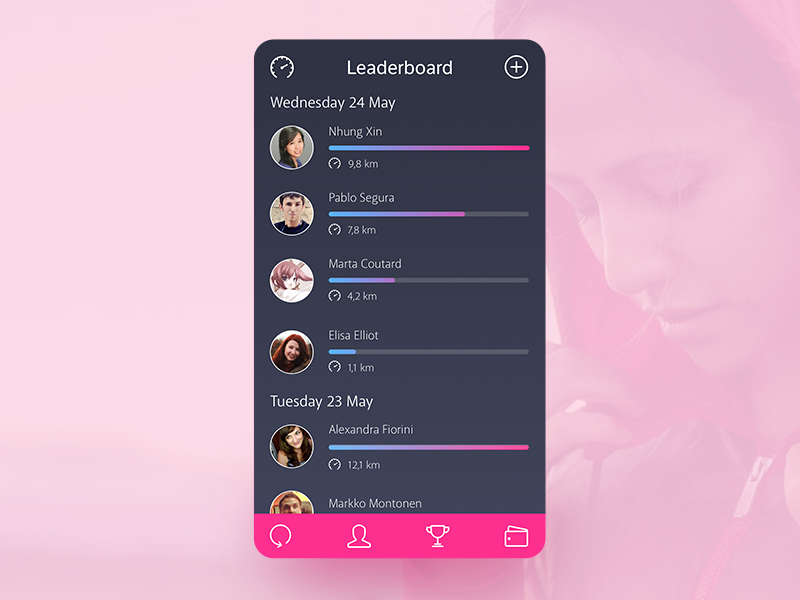 Leaderboard
Wednesday 24 May
Nhung Xin
9,8 km
Pablo Segura
7,8 km
Marta Coutard
4,2 km
Elisa Elliot
1,1 km
Tuesday 23 May
Alexandra Fiorini
12,1 km
Markko Montonen